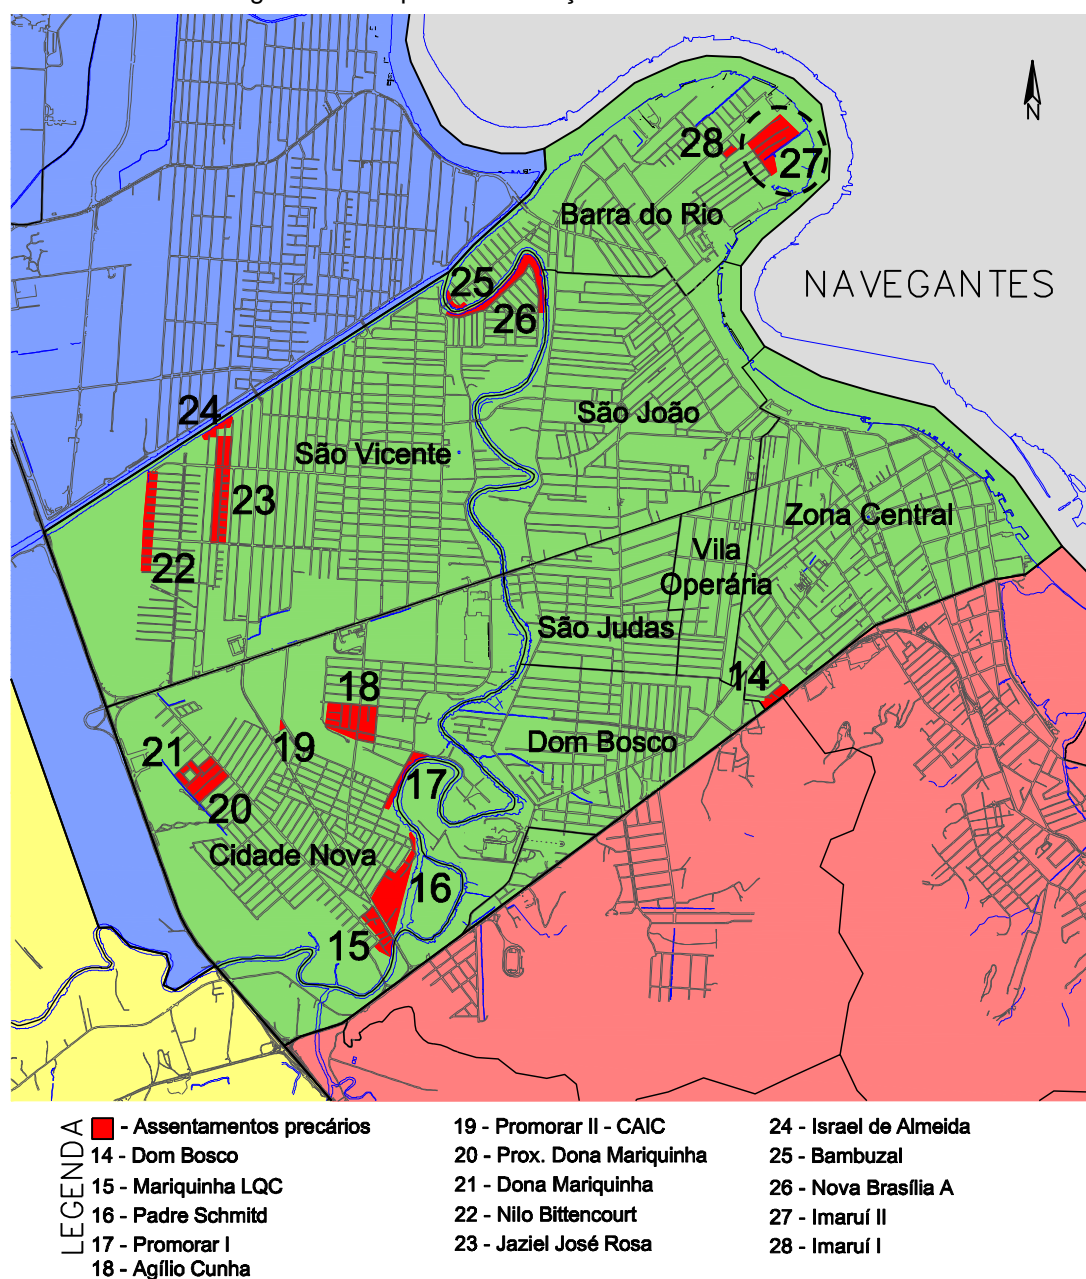 N
28
27
Barra do Rio
NAVEGANTES
25
26
São João
24
São Vicente
23
22
Zona Central
Vila
Operária
São Judas
14
18
19
Dom Bosco
21
20
17
Cidade Nova
16
15
LEGENDA
- Assentamentos precários
14 - Dom Bosco
15 - Mariquinha LQC
16 - Padre Schmitd
17 - Promorar I
18 - Agílio Cunha
19 - Promorar II - CAIC
20 - Prox. Dona Mariquinha
21 - Dona Mariquinha
22 - Nilo Bittencourt
23 - Jaziel José Rosa
24 - Israel de Almeida
25 - Bambuzal
26 - Nova Brasília A
27 - Imaruí II
28 - Imaruí I